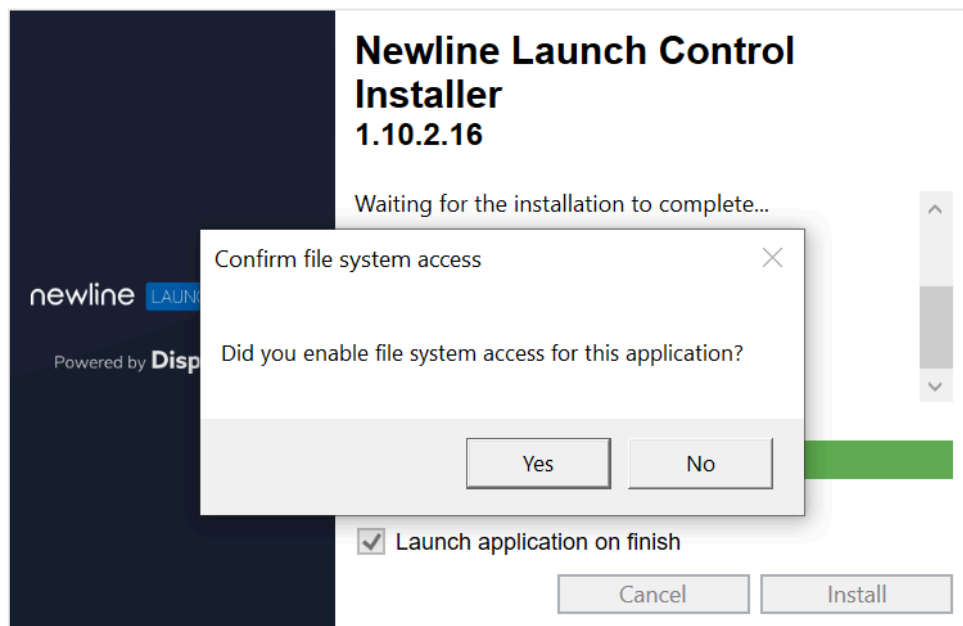 Newline Launch Control
Installer
1.10.2.16
Waiting for the installation to complete...
Confirm file system access
newline
Powered by
Did you enable file system access for this application?
Yes
No
Launch application on finish
Cancel
Install